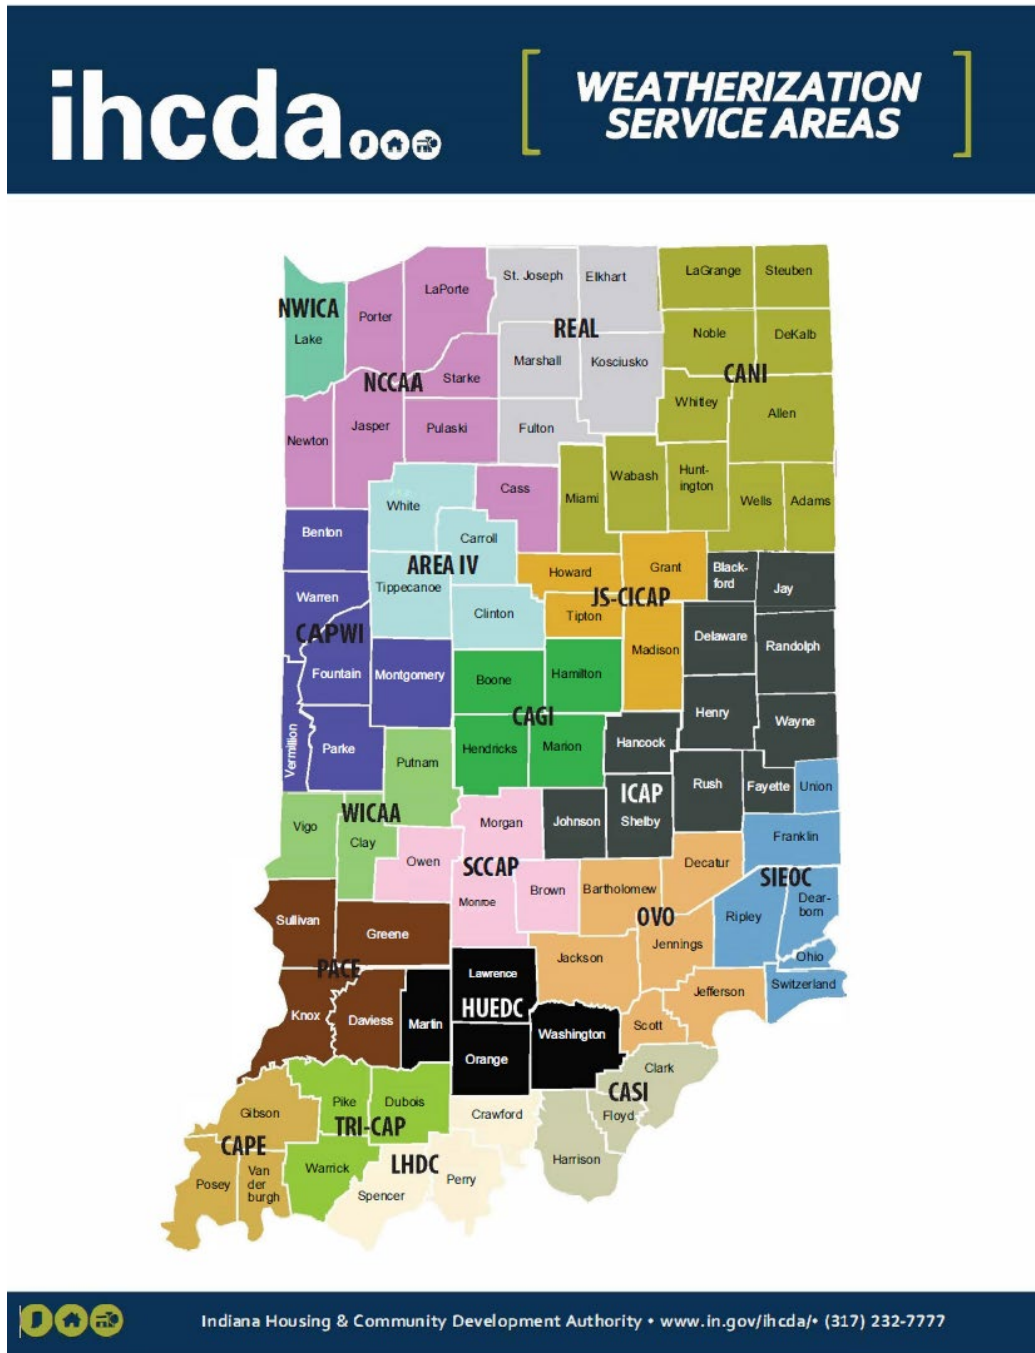 ihcda
WEATHERIZATION
SERVICE AREAS
LaGrange
Steuben
St. Joseph
Elkhart
LaPorte
NWICA
Porter
REAL
Lake
Noble
DeKalb
Marshall
Kosciusko
NCCAA
Starke
CANI
Whitley
Allen
Newton
Jasper
Pulaski
Fulton
Cass
Miami
Wabash
Hunt-
ington
Wells
Adams
White
Benton
Carroll
AREA IV
Howard
Grant
Black-
ford
Jay
Tippecanoe
Warren
JS-CICAP
Clinton
Tipton
CAPWI
Madison
Delaware
Randolph
Fountain
Montgomery
Boone
Hamilton
CAGI
Henry
Wayne
Vermillion
Parke
Hendricks
Marion
Hancock
Putnam
ICAP
Rush
Fayette
Union
WICAA
Vigo
Clay
Morgan
Johnson
Shelby
Franklin
Owen
SCCAP
Decatur
SIEOC
Monroe
Brown
Bartholomew
Dear-
born
Sullivan
Greene
OVO
Ripley
Jennings
PACE
Lawrence
Jackson
Ohio
Switzerland
Jefferson
Knox
Daviess
Martin
HUEDC
Washington
Scott
Orange
Clark
CASI
Gibson
Pike
Dubois
Crawford
Floyd
TRI-CAP
CAPE
LHDC
Harrison
Posey
Van
der
burgh
Warrick
Spencer
Perry
Indiana Housing & Community Development Authority • www.in.gov/ihcda/• (317) 232-7777